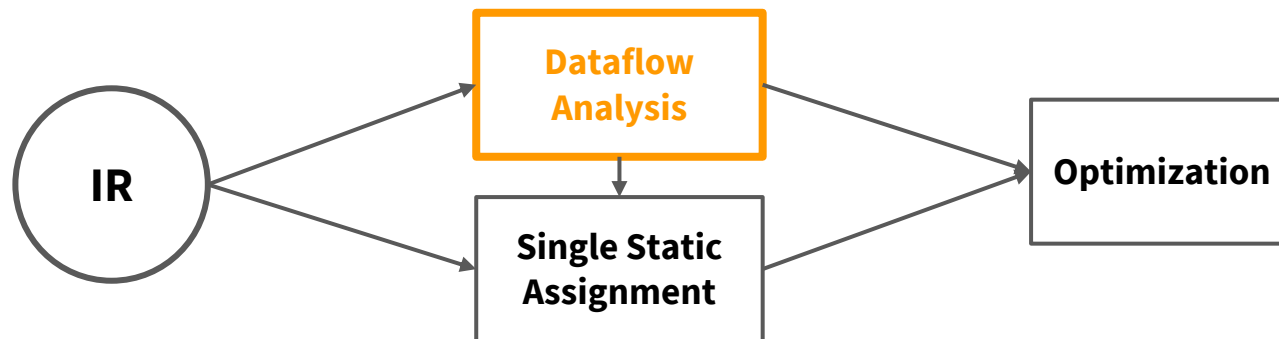 IR
Dataflow
Analysis
Single Static
Assignment
Optimization